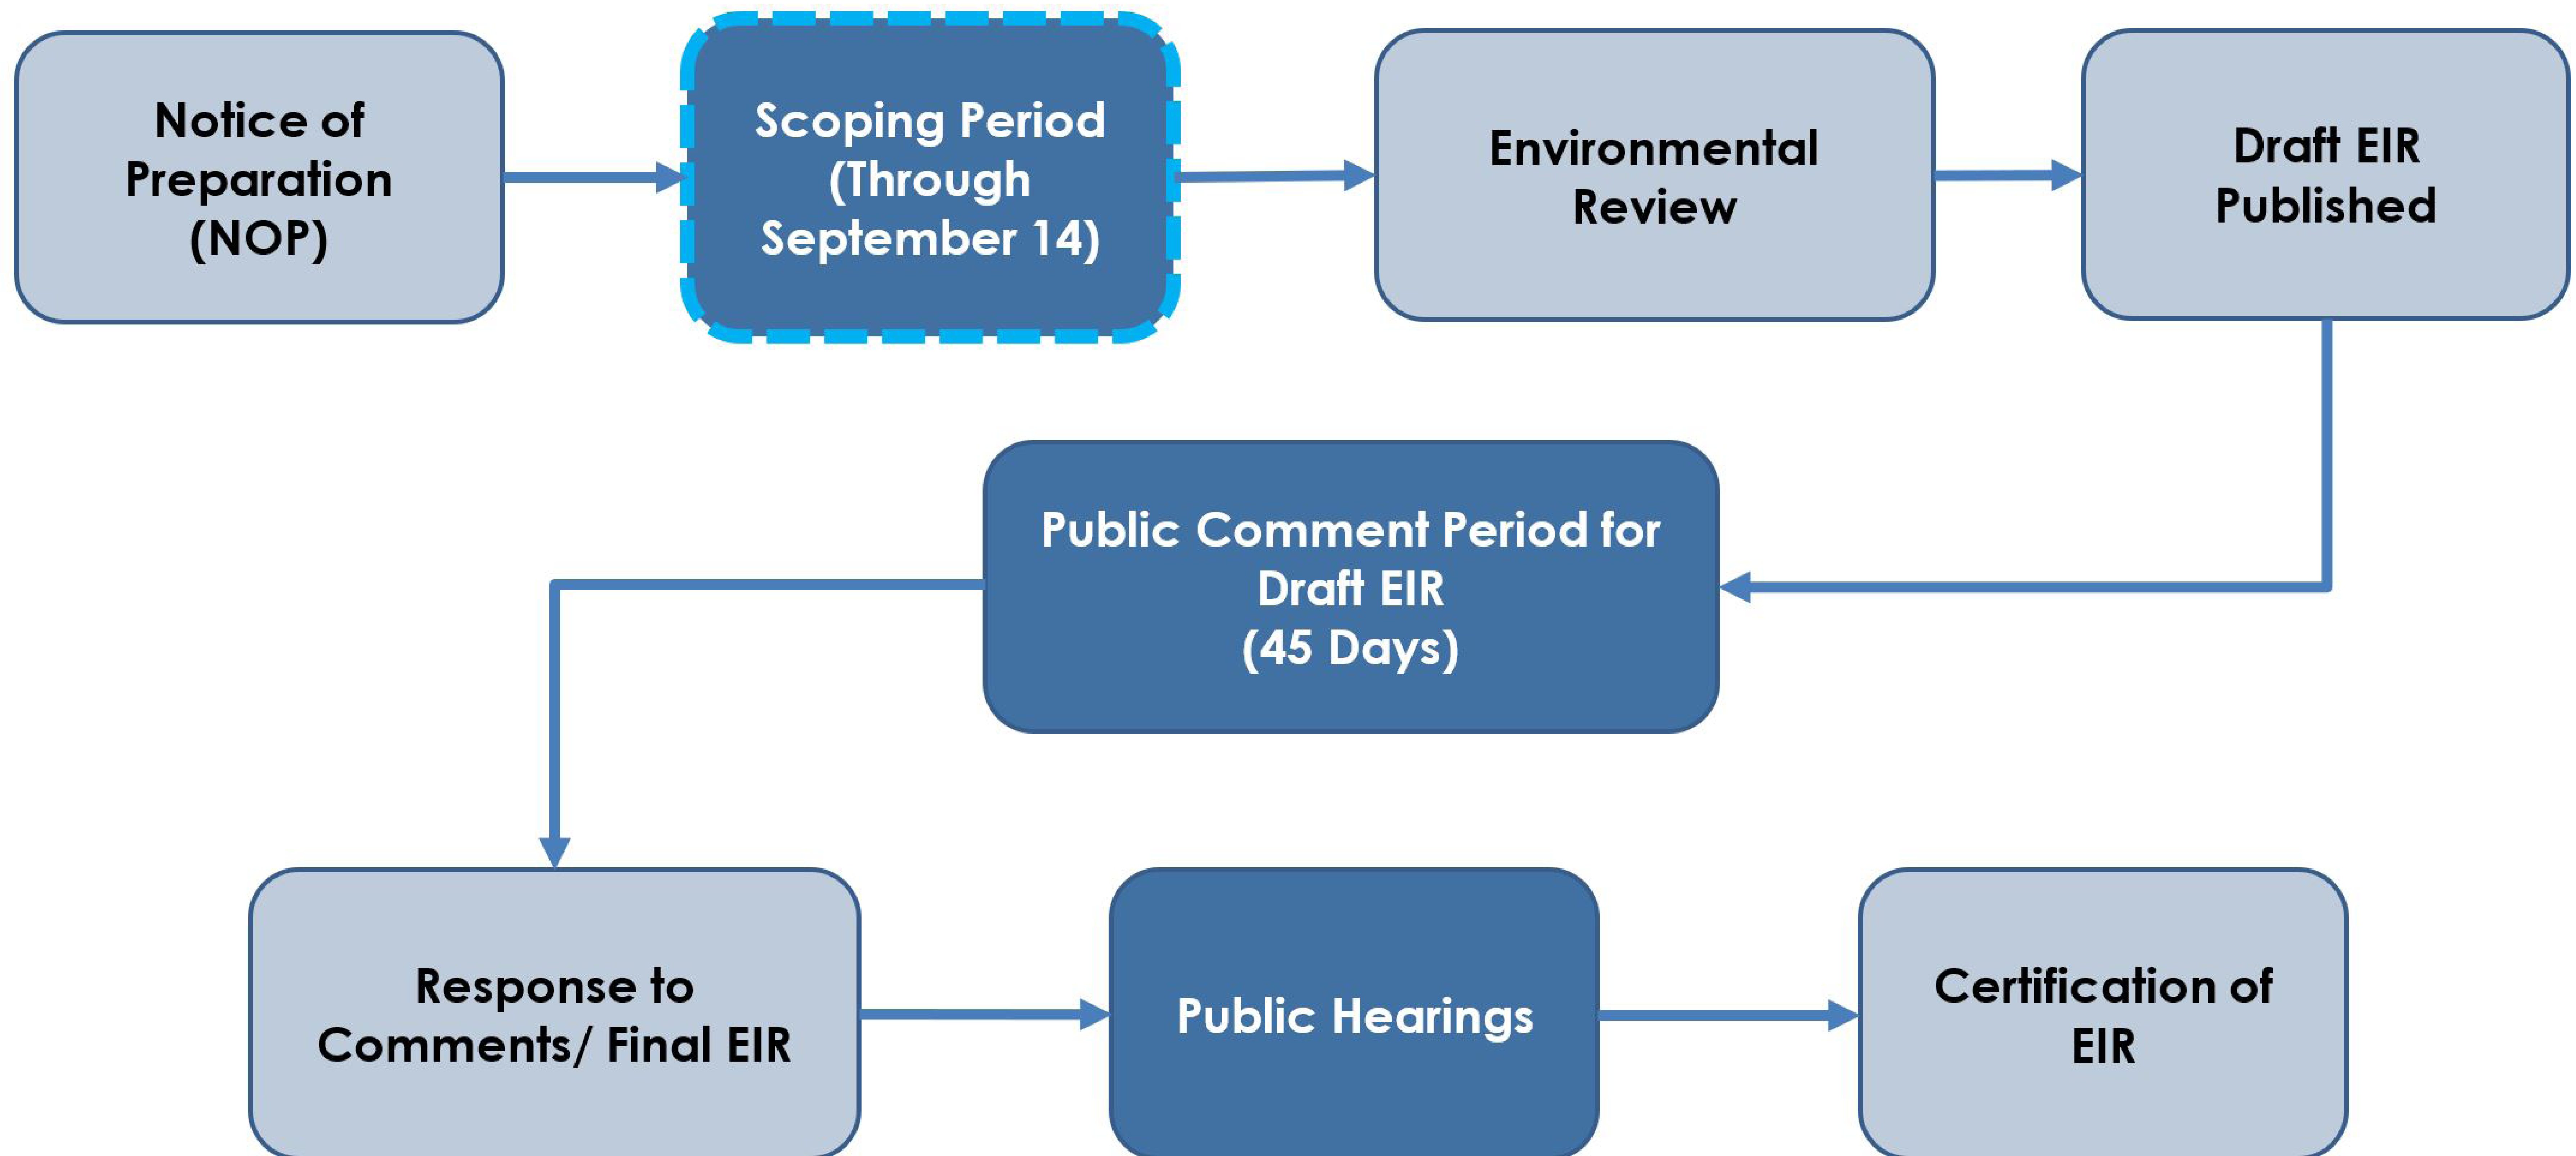 Notice of
Preparation
(NOP)
Scoping Period
(Through
September 14)
Environmental
Review
Draft EIR
Published
Public Comment Period for
Draft EIR
(45 Days)
Response to
Comments/ Final EIR
Public Hearings
Certification of
EIR